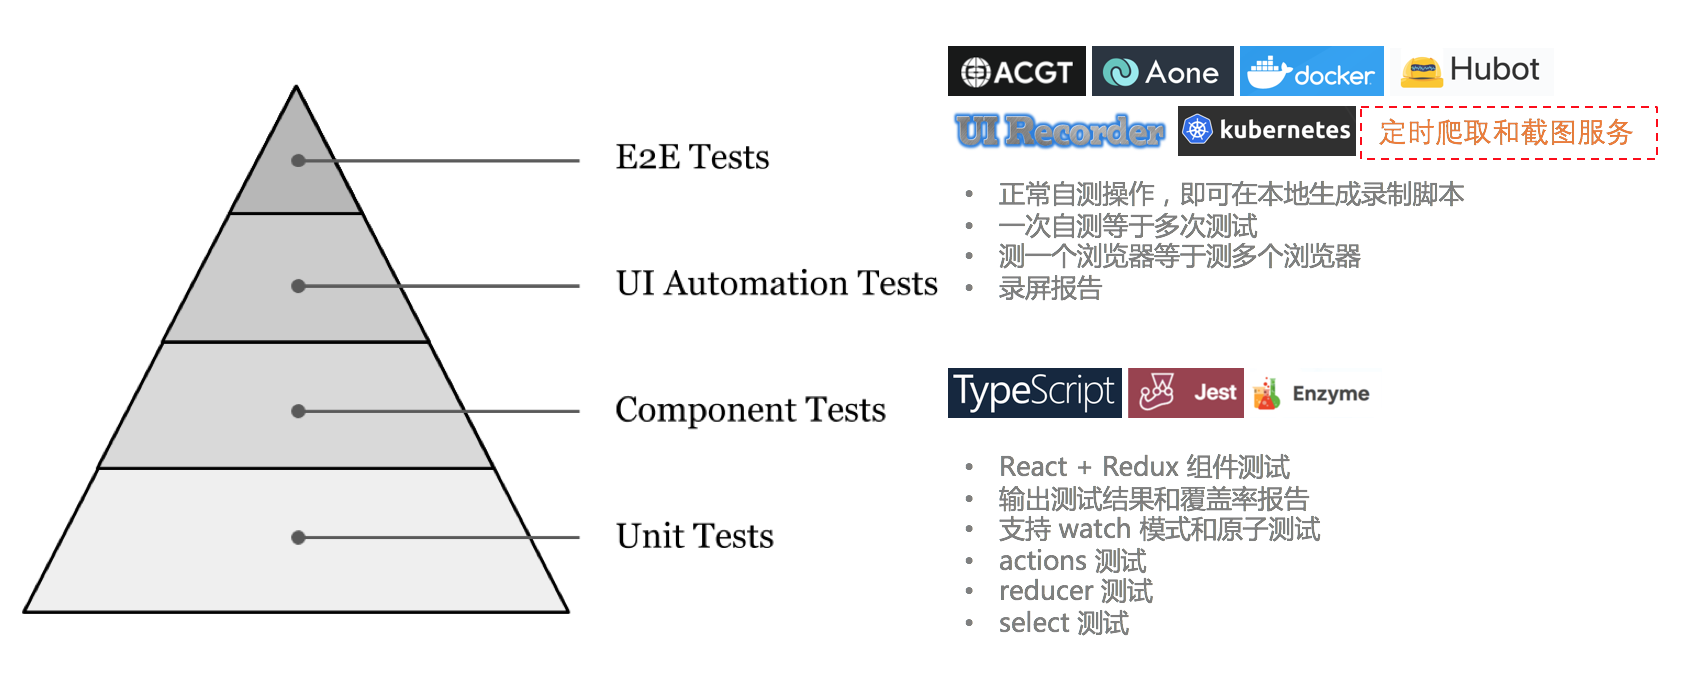 ACGT Aone docker Hubot
UI Recorder kubernetes 定时爬取和截图服务
E2E Tests
• 正常自测操作，即可在本地生成录制脚本
• 一次自测等于多次测试
• 测一个浏览器等于测多个浏览器
UI Automation Tests
• 录屏报告
TypeScript Jest Enzyme
Component Tests
• React + Redux 组件测试
• 输出测试结果和覆盖率报告
• 支持 watch 模式和原子测试
Unit Tests
• actions 测试
• reducer 测试
• select 测试